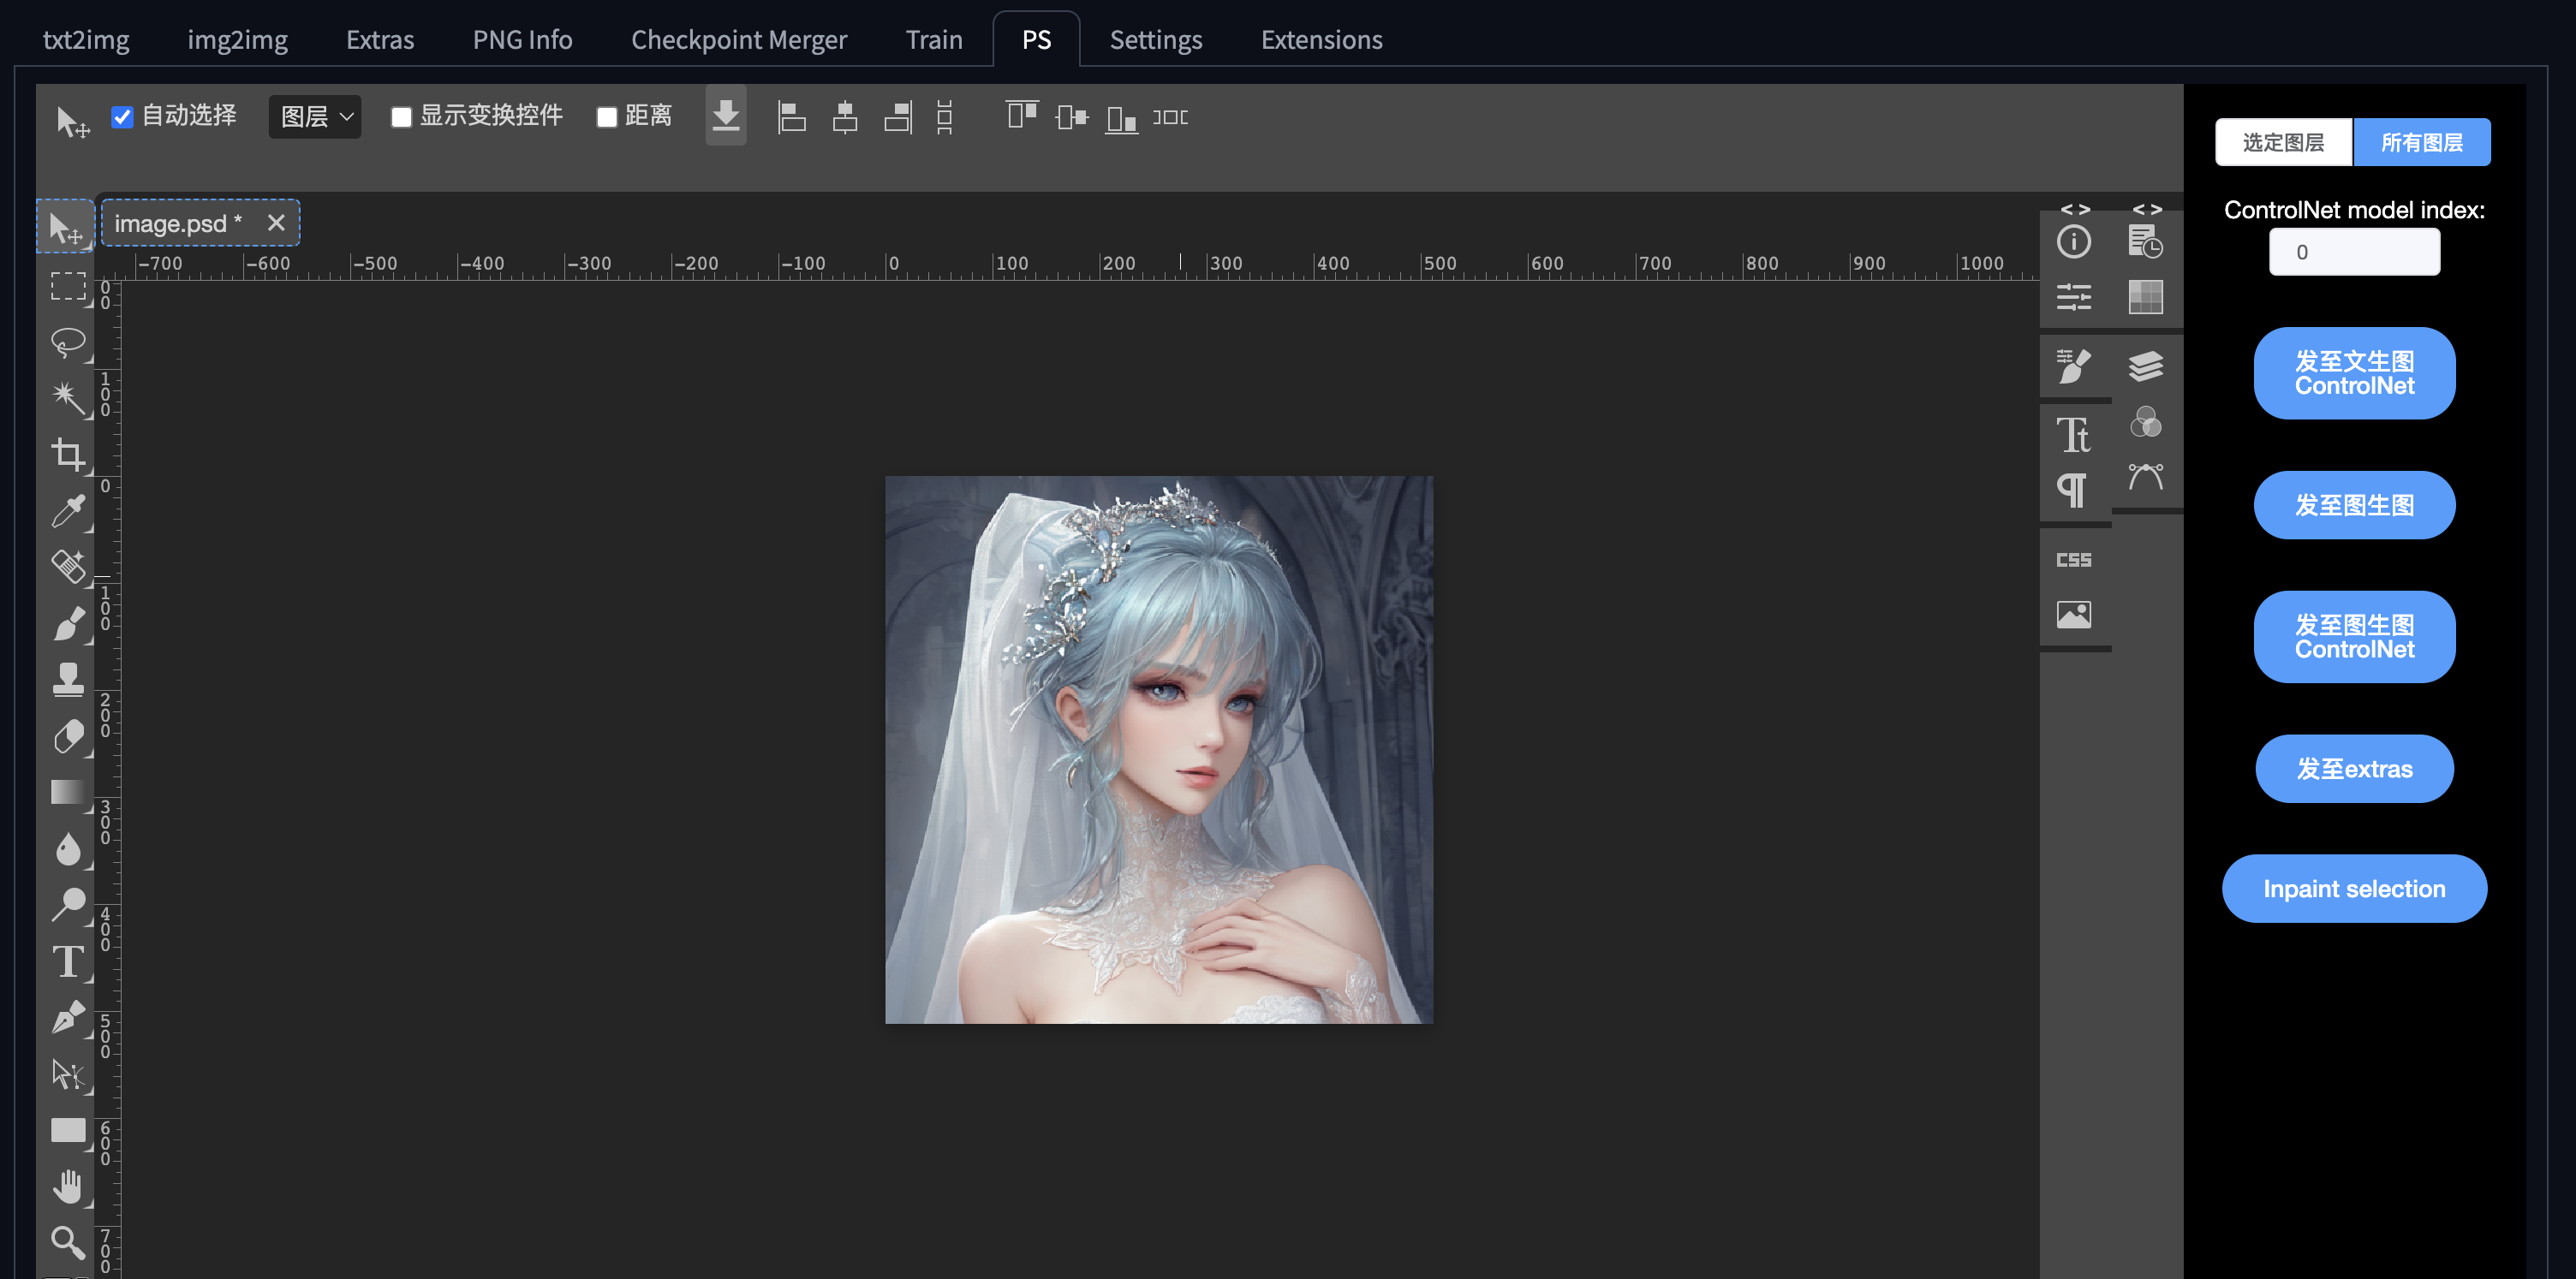 txt2img img2img Extras PNG Info Checkpoint Merger Train PS Settings Extensions
自动选择 图层 显示变换控件 距离
选定图层 所有图层
image.psd * ✕
ControlNet model index:
0
-700 -600 -500 -400 -300 -200 -100 0 100 200 300 400 500 600 700 800 900 1000
00
100
0
100
200
300
400
500
600
700
Tt
CSS
发至文生图
ControlNet
发至图生图
发至图生图
ControlNet
发至extras
Inpaint selection